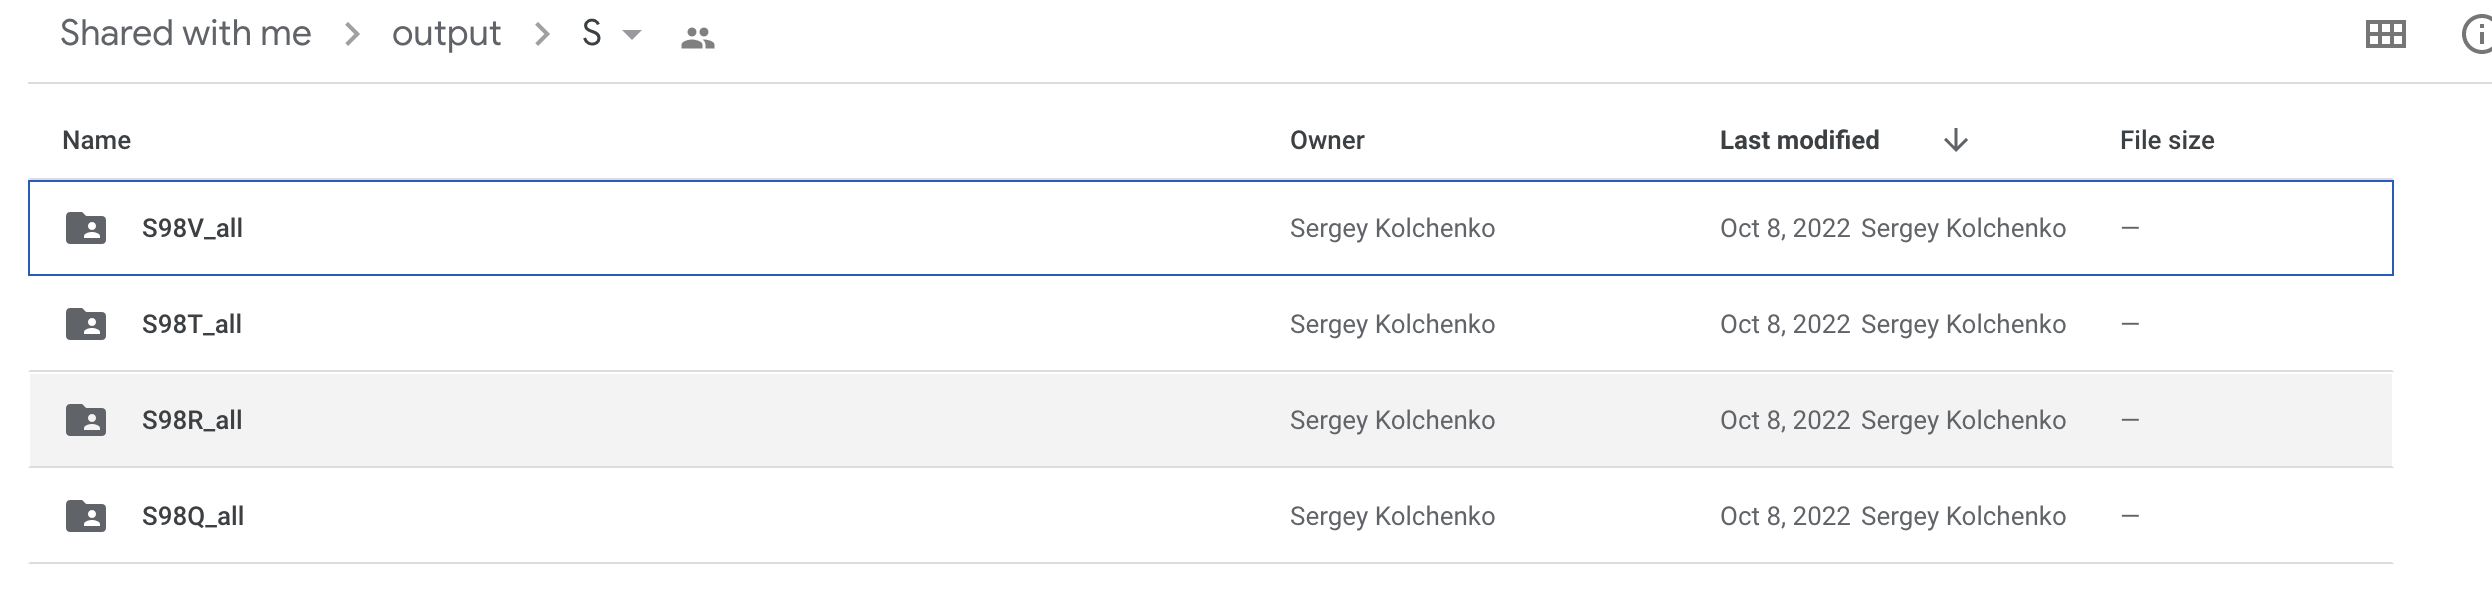 Shared with me > output > S
Name Owner Last modified File size
S98V_all Sergey Kolchenko Oct 8, 2022 Sergey Kolchenko —
S98T_all Sergey Kolchenko Oct 8, 2022 Sergey Kolchenko —
S98R_all Sergey Kolchenko Oct 8, 2022 Sergey Kolchenko —
S98Q_all Sergey Kolchenko Oct 8, 2022 Sergey Kolchenko —